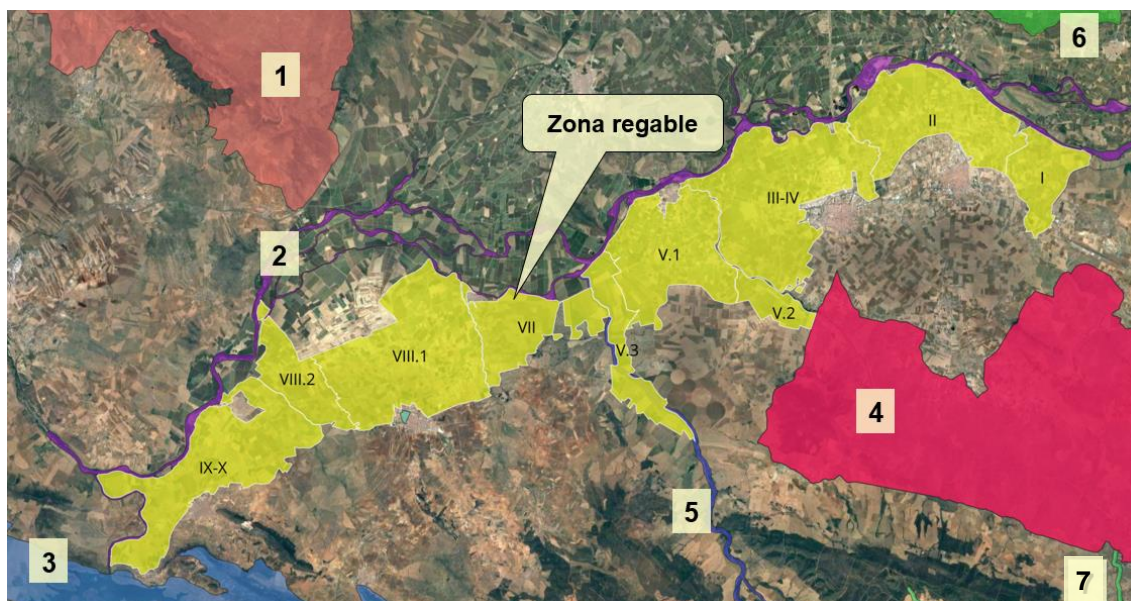 1
6
Zona regable
II
I
III-IV
2
V.1
V.2
VII
V.3
VIII.1
VIII.2
4
IX-X
5
3
7